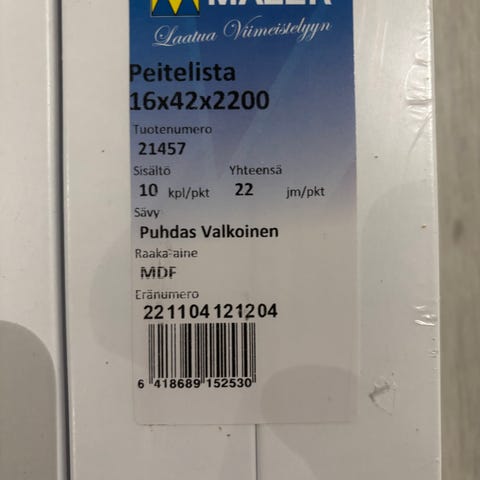 MALER
Laatua Viimeistelyyn
Peitelista
16x42x2200
Tuotenumero
21457
Sisältö Yhteensä
10 kpl/pkt 22 jm/pkt
Sävy
Puhdas Valkoinen
Raaka-aine
MDF
Eränumero
221104121204
6 418689 152530